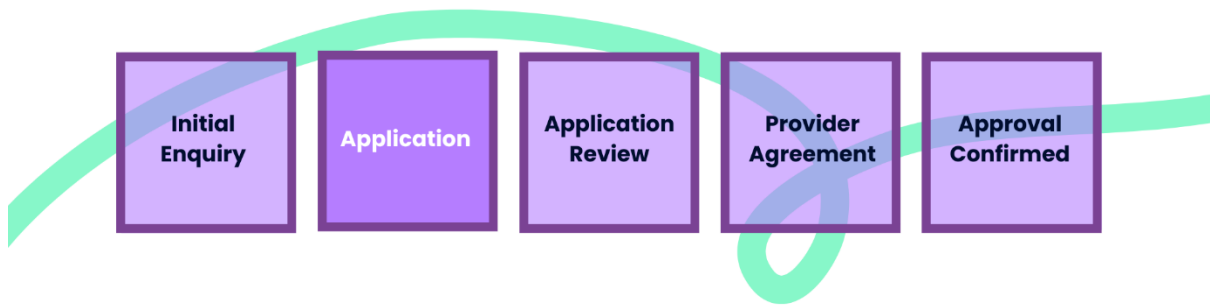 Initial
Enquiry
Application
Application
Review
Provider
Agreement
Approval
Confirmed